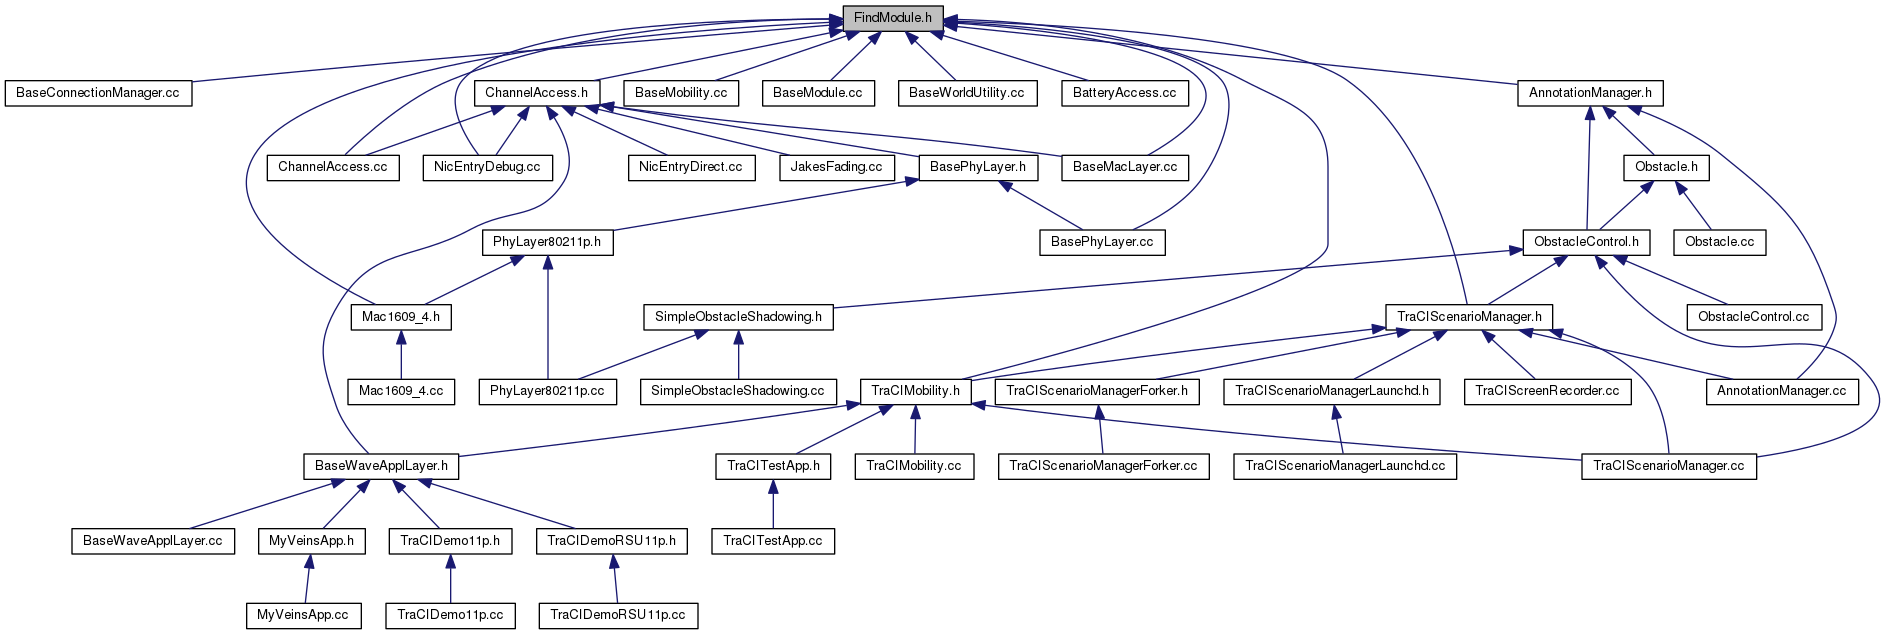 FindModule.h
BaseConnectionManager.cc
ChannelAccess.h
BaseMobility.cc
BaseModule.cc
BaseWorldUtility.cc
BatteryAccess.cc
AnnotationManager.h
ChannelAccess.cc
NicEntryDebug.cc
NicEntryDirect.cc
JakesFading.cc
BasePhyLayer.h
BaseMacLayer.cc
Obstacle.h
PhyLayer80211p.h
BasePhyLayer.cc
ObstacleControl.h
Obstacle.cc
Mac1609_4.h
SimpleObstacleShadowing.h
TraCIScenarioManager.h
ObstacleControl.cc
Mac1609_4.cc
PhyLayer80211p.cc
SimpleObstacleShadowing.cc
TraCIMobility.h
TraCIScenarioManagerForker.h
TraCIScenarioManagerLaunchd.h
TraCIScreenRecorder.cc
AnnotationManager.cc
BaseWaveApplLayer.h
TraCITestApp.h
TraCIMobility.cc
TraCIScenarioManagerForker.cc
TraCIScenarioManagerLaunchd.cc
TraCIScenarioManager.cc
BaseWaveApplLayer.cc
MyVeinsApp.h
TraCIDemo11p.h
TraCIDemoRSU11p.h
TraCITestApp.cc
MyVeinsApp.cc
TraCIDemo11p.cc
TraCIDemoRSU11p.cc